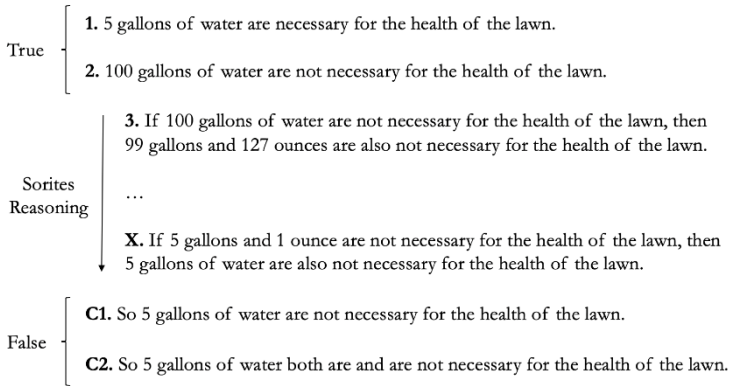 True
1. 5 gallons of water are necessary for the health of the lawn.
2. 100 gallons of water are not necessary for the health of the lawn.
Sorites
Reasoning
3. If 100 gallons of water are not necessary for the health of the lawn, then
99 gallons and 127 ounces are also not necessary for the health of the lawn.
...
X. If 5 gallons and 1 ounce are not necessary for the health of the lawn, then
5 gallons of water are also not necessary for the health of the lawn.
False
C1. So 5 gallons of water are not necessary for the health of the lawn.
C2. So 5 gallons of water both are and are not necessary for the health of the lawn.